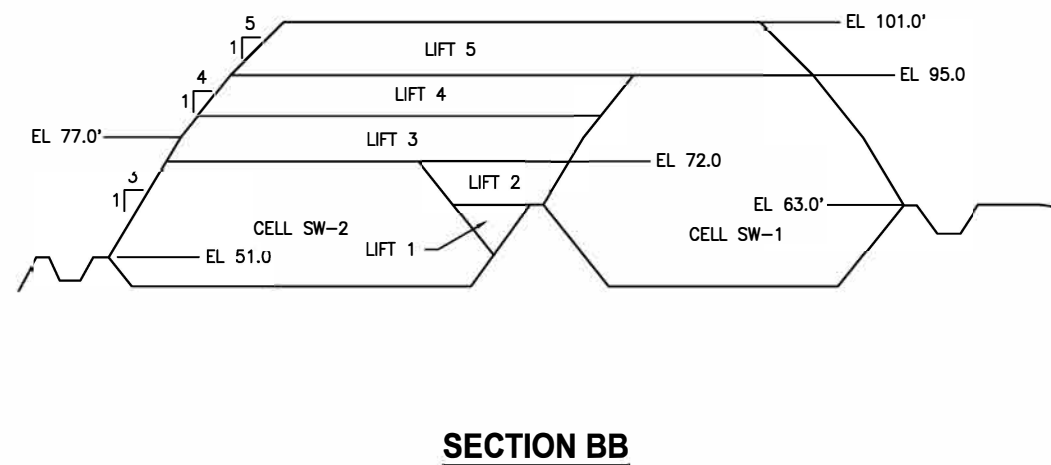 5
1
EL 101.0'
LIFT 5
EL 95.0
4
1
LIFT 4
EL 77.0'
LIFT 3
EL 72.0
3
1
LIFT 2
EL 63.0'
CELL SW-2
CELL SW-1
LIFT 1
EL 51.0
SECTION BB